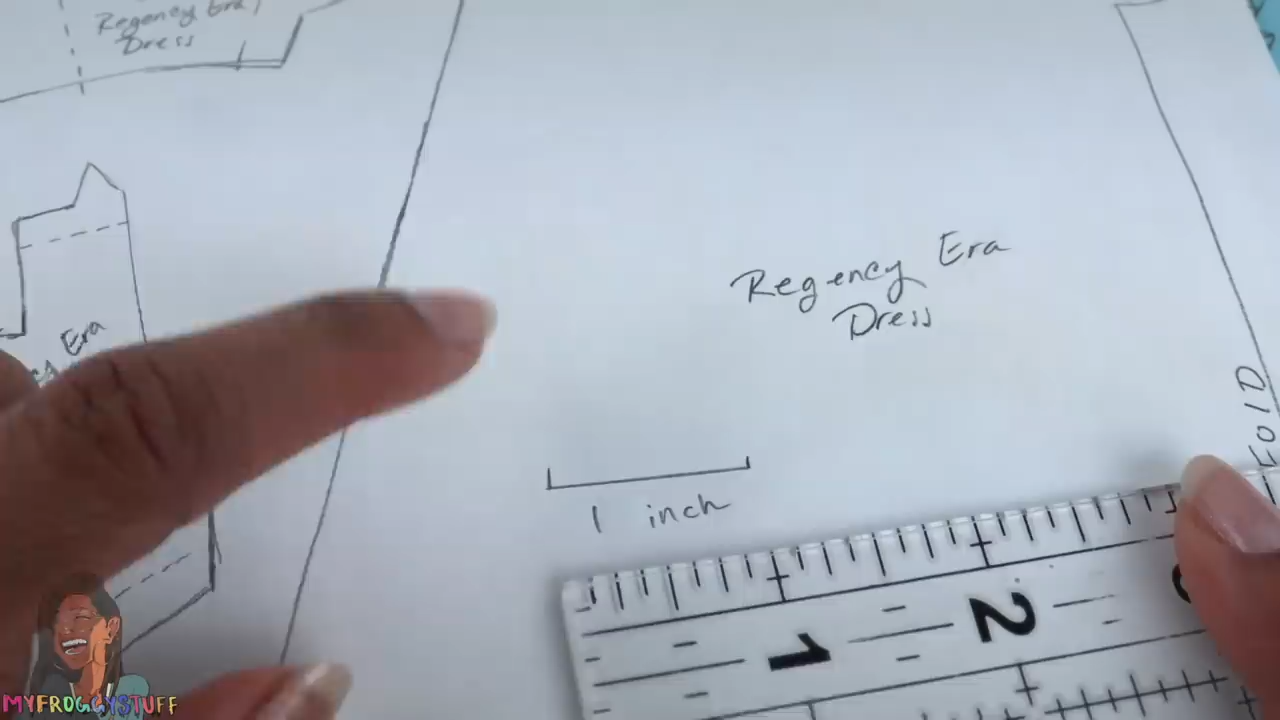 Regency Era
Dress
Era
Regency Era
Dress
FOLD
1 inch
1
2
MYFROGGYSTUFF